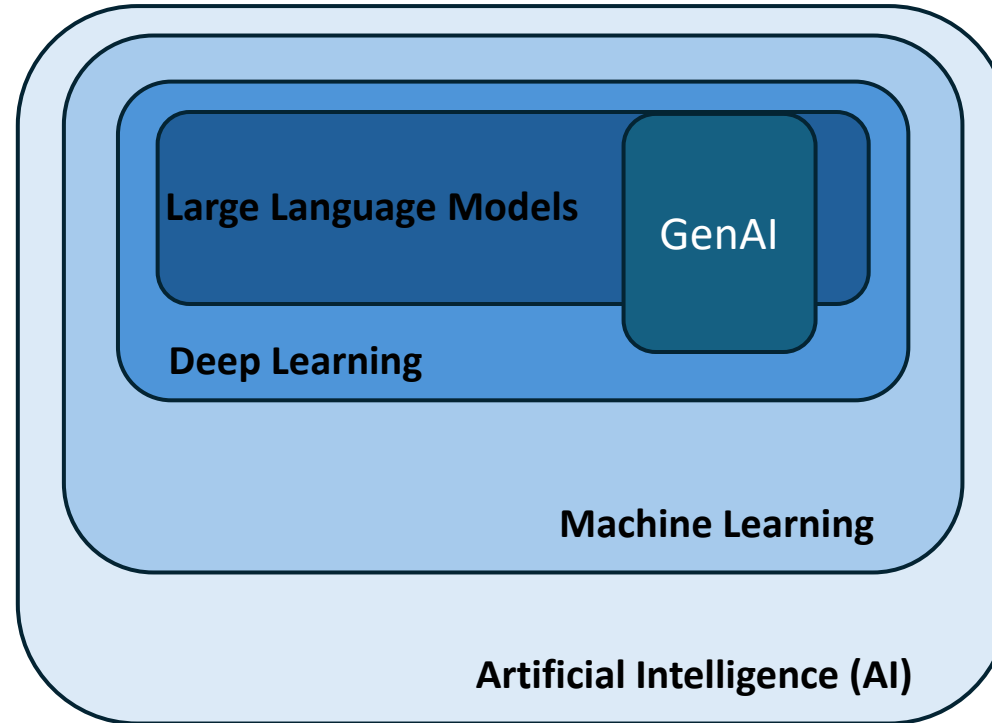 Large Language Models
GenAI
Deep Learning
Machine Learning
Artificial Intelligence (AI)